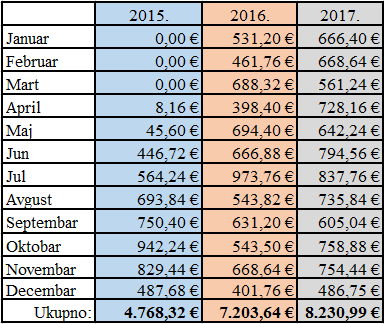 2015. 2016. 2017.
Januar 0,00 € 531,20 € 666,40 €
Februar 0,00 € 461,76 € 668,64 €
Mart 0,00 € 688,32 € 561,24 €
April 8,16 € 398,40 € 728,16 €
Maj 45,60 € 694,40 € 642,24 €
Jun 446,72 € 666,88 € 794,56 €
Jul 564,24 € 973,76 € 837,76 €
Avgust 693,84 € 543,82 € 735,84 €
Septembar 750,40 € 631,20 € 605,04 €
Oktobar 942,24 € 543,50 € 758,88 €
Novembar 829,44 € 668,64 € 754,44 €
Decembar 487,68 € 401,76 € 486,75 €
Ukupno: 4.768,32 € 7.203,64 € 8.230,99 €